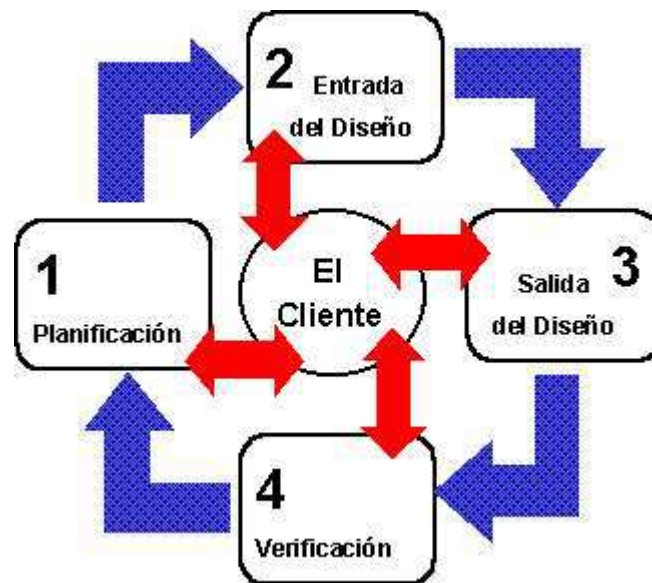 1
Planificación
2 Entrada
del Diseño
Salida 3
del Diseño
4
Verificación
El
Cliente